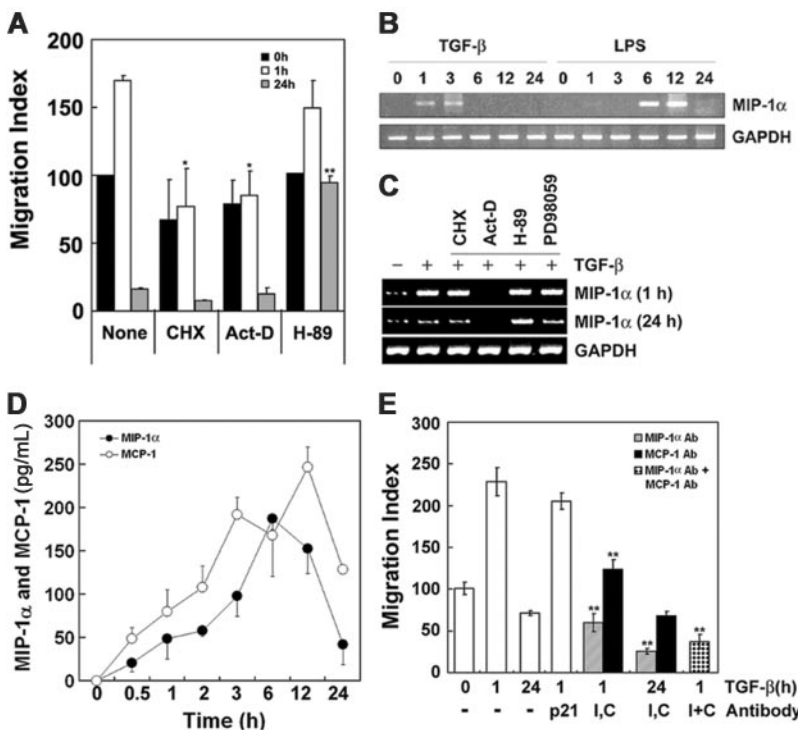 A
Migration Index
200
150
100
50
0
0h
1h
24h
*
*
**
None CHX Act-D H-89
B
TGF-β LPS
0 1 3 6 12 24 0 1 3 6 12 24
MIP-1α
GAPDH
C
CHX
Act-D
H-89
PD98059
− + + + + + TGF-β
MIP-1α (1 h)
MIP-1α (24 h)
GAPDH
D
MIP-1α and MCP-1 (pg/mL)
300
250
200
150
100
50
0
MIP-1α
MCP-1
0 0.5 1 2 3 6 12 24
Time (h)
E
Migration Index
300
250
200
150
100
50
0
MIP-1α Ab
MCP-1 Ab
MIP-1α Ab +
MCP-1 Ab
**
**
**
**
0 1 24 1 1 24 1 TGF-β(h)
- - - p21 I,C I,C I+C Antibody